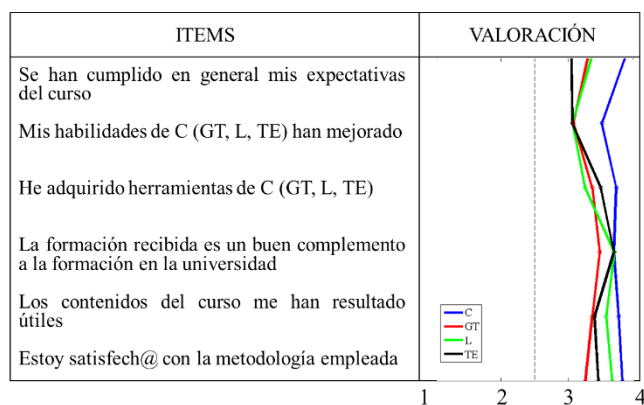 ITEMS
VALORACIÓN
Se han cumplido en general mis expectativas
del curso
Mis habilidades de C (GT, L, TE) han mejorado
He adquirido herramientas de C (GT, L, TE)
La formación recibida es un buen complemento
a la formación en la universidad
Los contenidos del curso me han resultado
útiles
Estoy satisfech@ con la metodología empleada
C
GT
L
TE
1 2 3 4